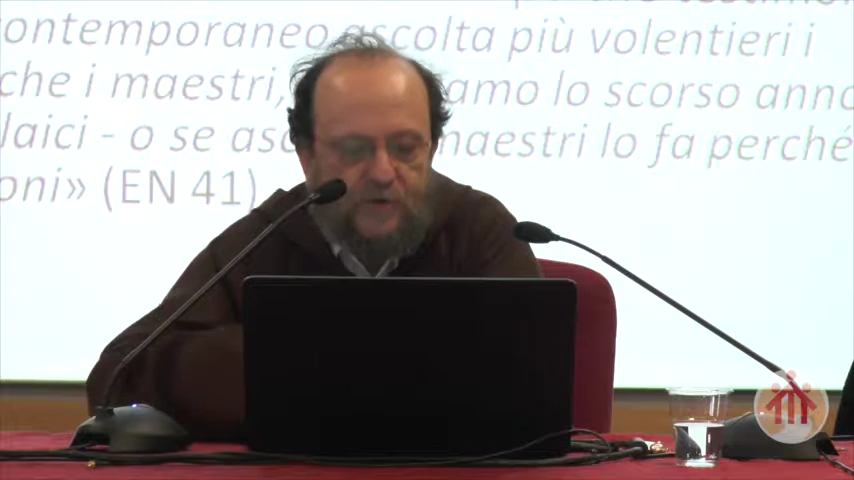 contemporaneo ascolta più volentieri i
che i maestri, amo lo scorso anno
laici - o se as maestri lo fa perché
oni» (EN 41)